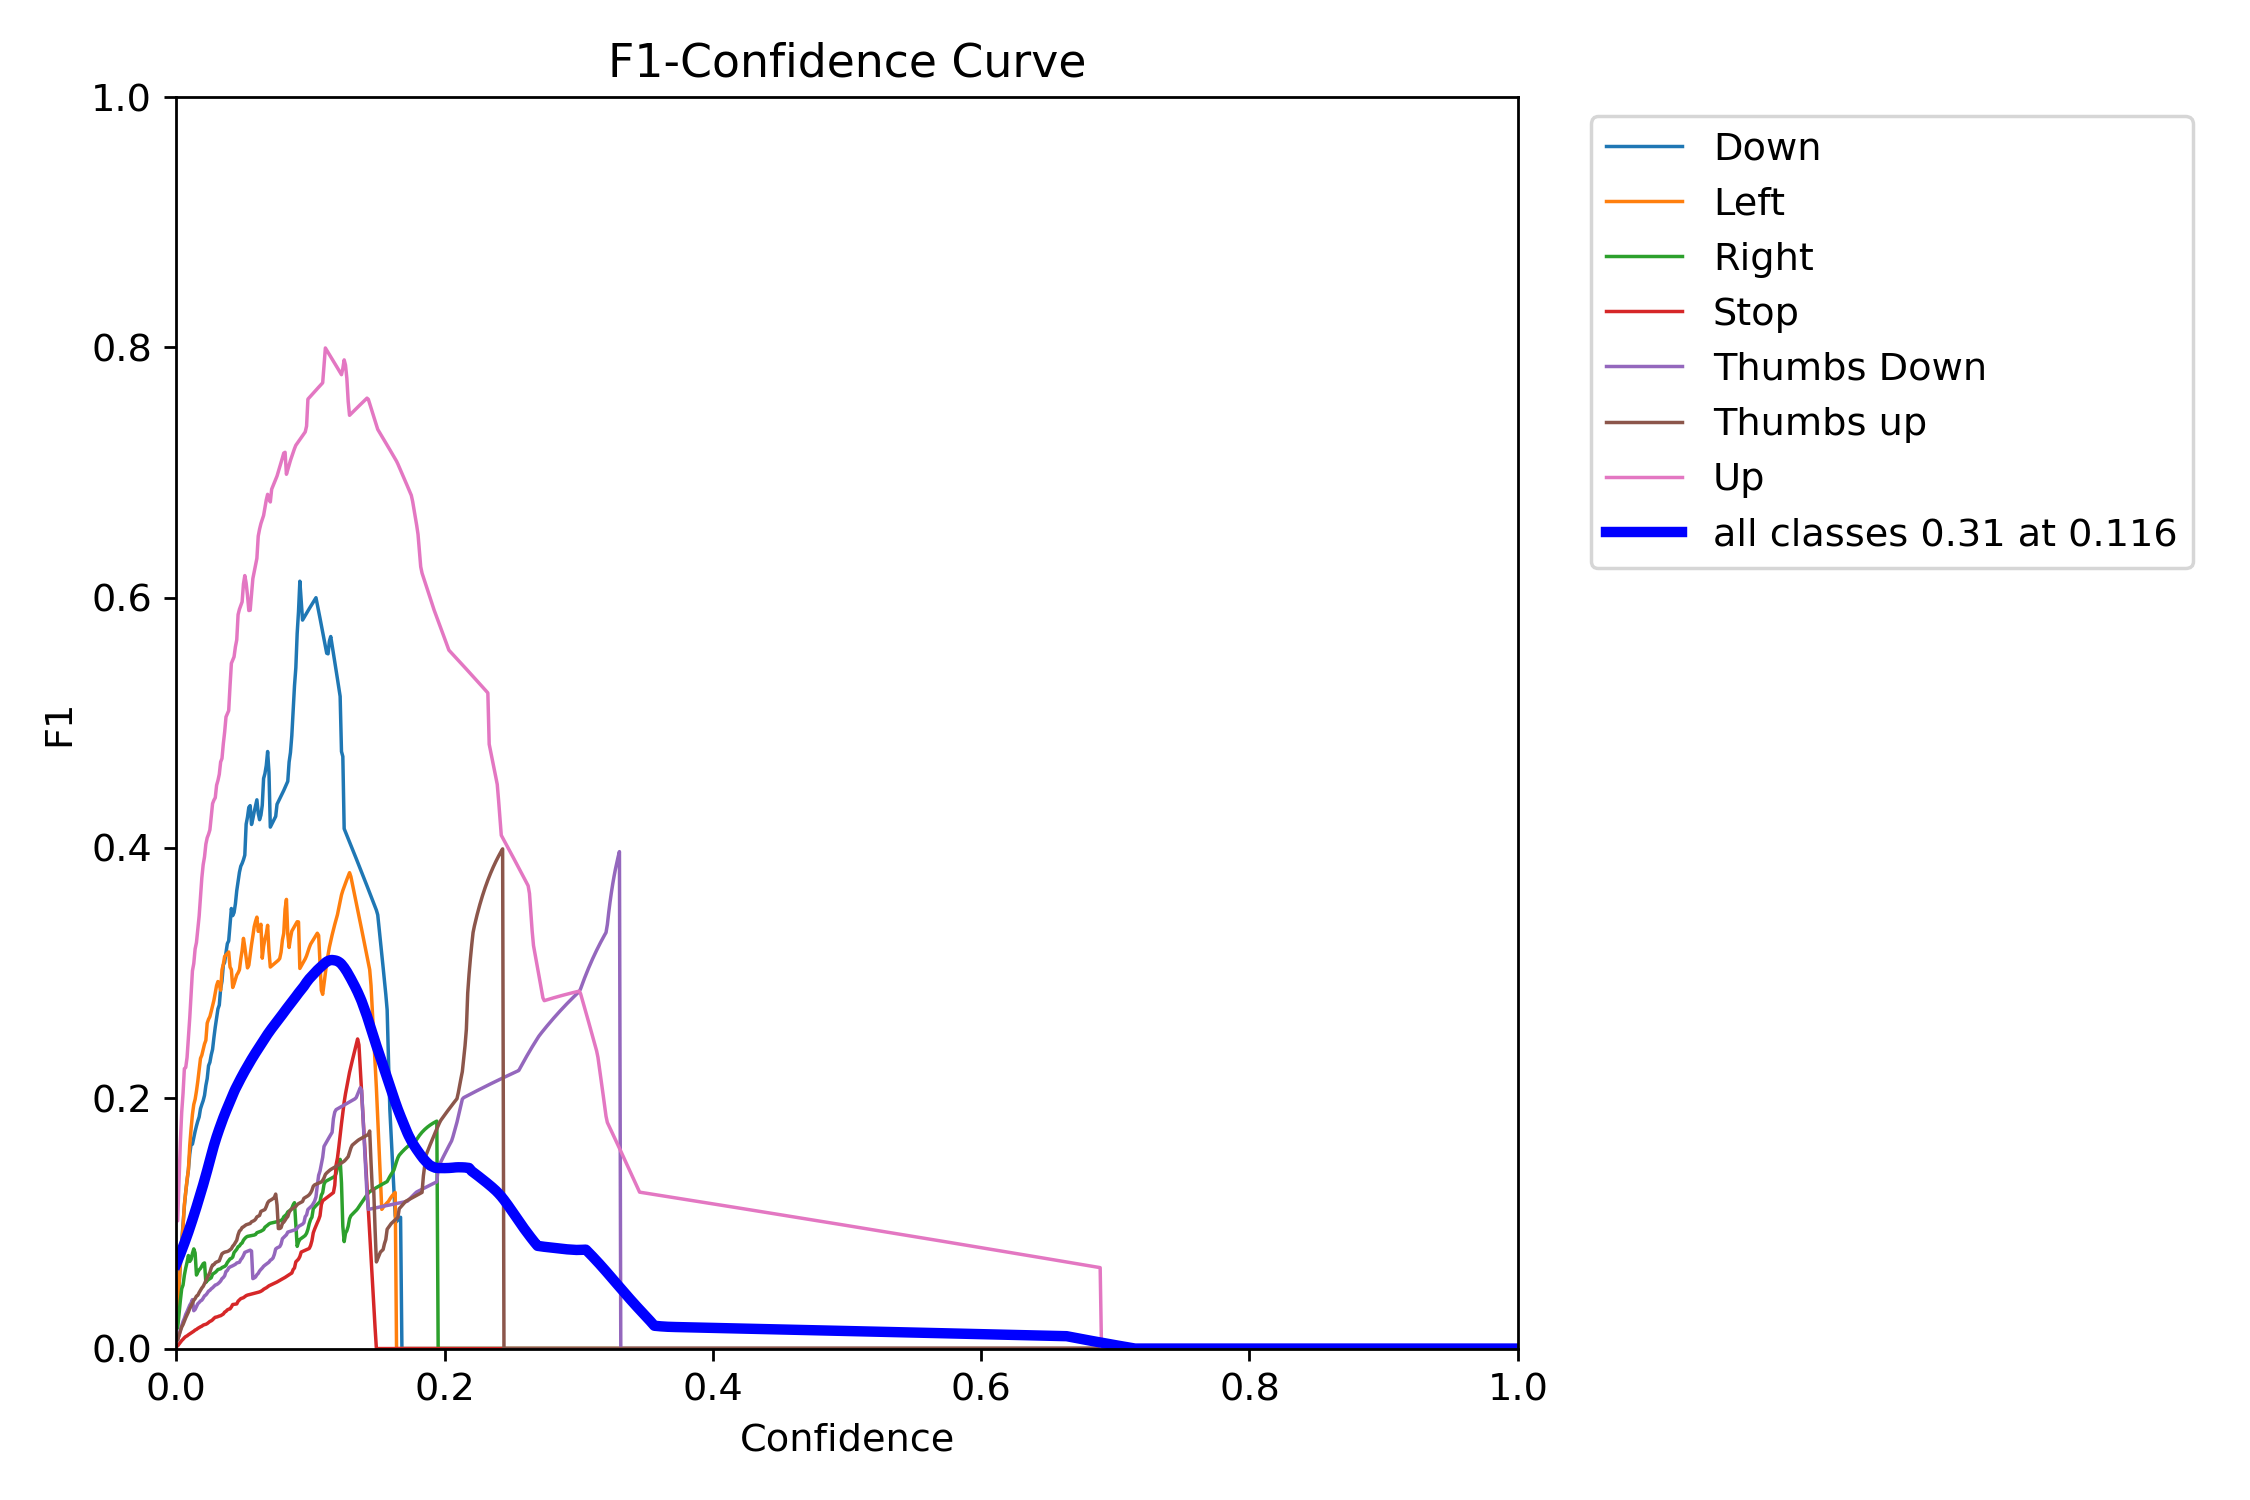 F1-Confidence Curve
1.0
0.8
0.6
0.4
0.2
0.0
F1
0.0 0.2 0.4 0.6 0.8 1.0
Confidence
Down
Left
Right
Stop
Thumbs Down
Thumbs up
Up
all classes 0.31 at 0.116